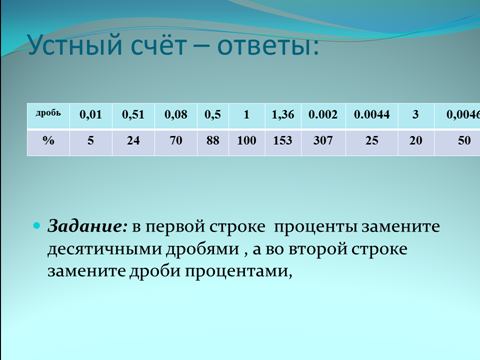 Устный счёт – ответы:
дробь 0,01 0,51 0,08 0,5 1 1,36 0.002 0.0044 3 0,0046
% 5 24 70 88 100 153 307 25 20 50
Задание: в первой строке проценты замените
десятичными дробями , а во второй строке
замените дроби процентами,